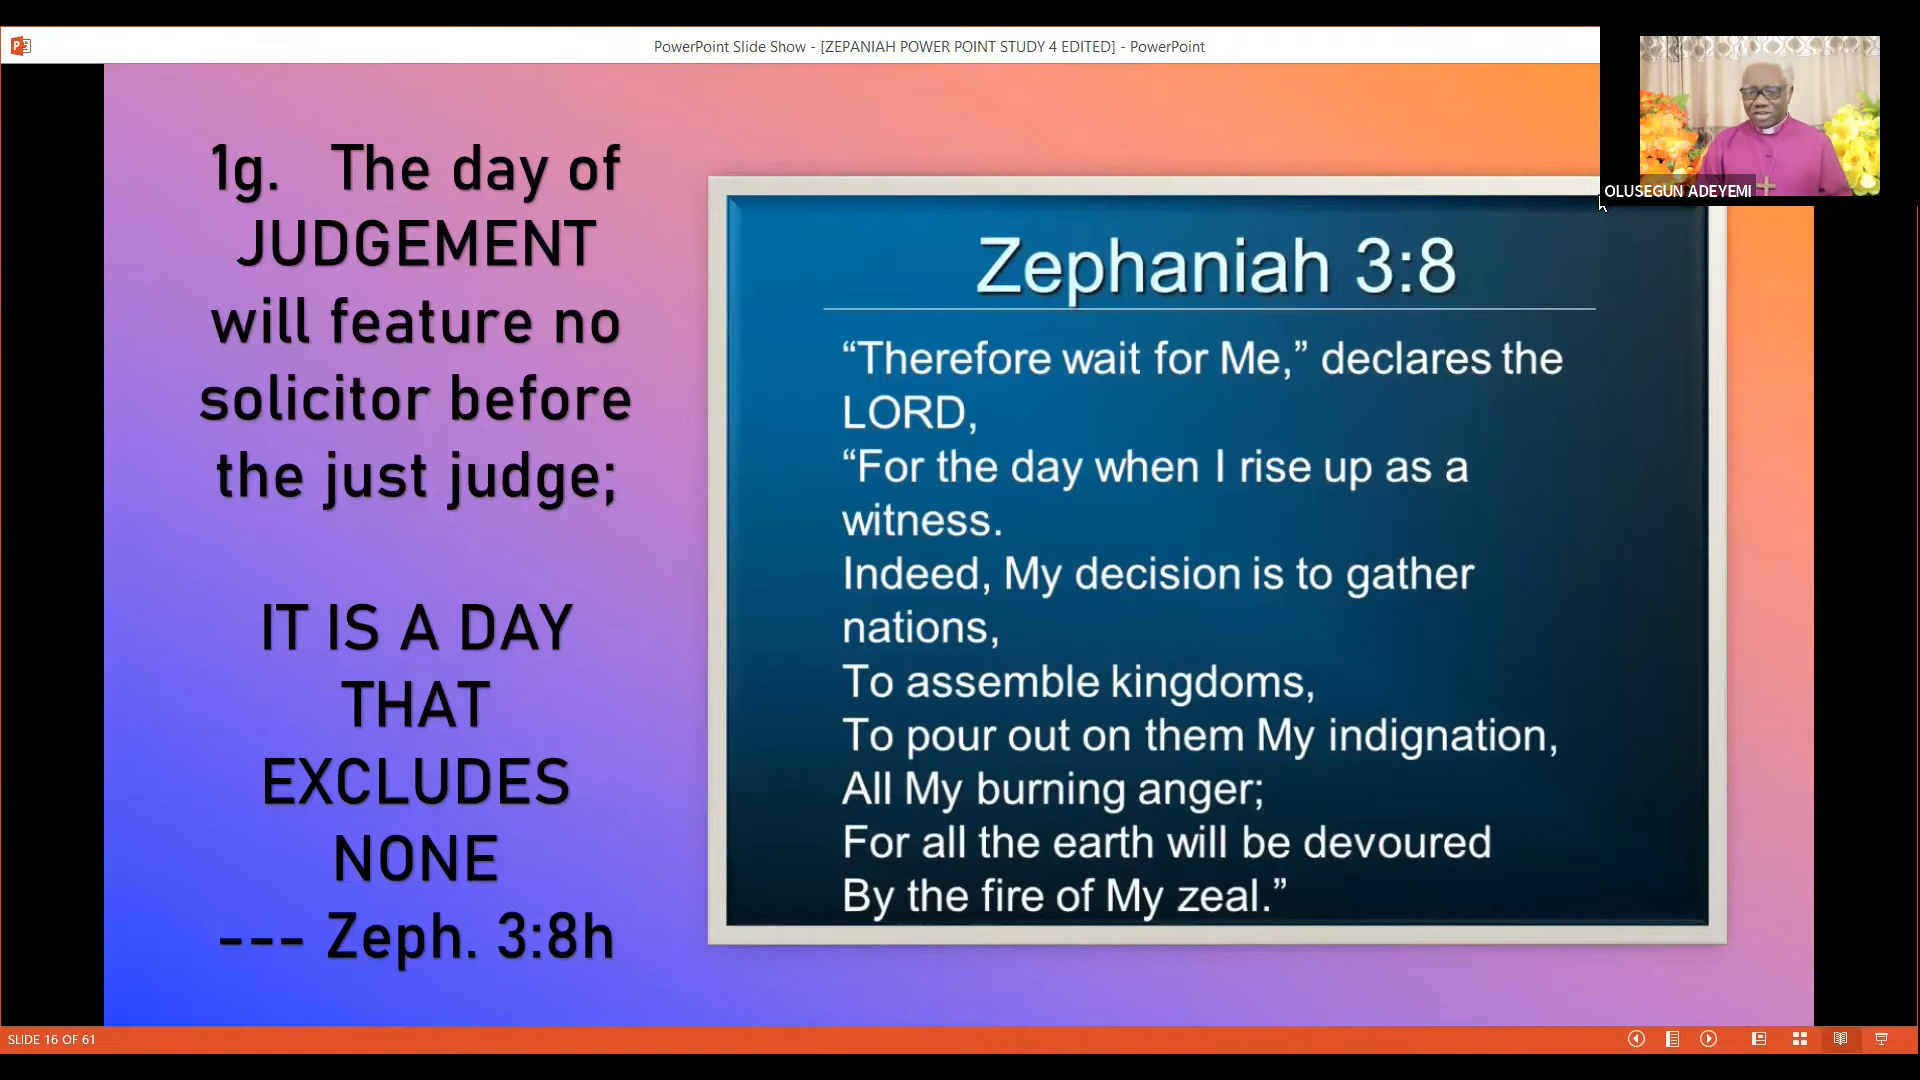 PowerPoint Slide Show - [ZEPANIAH POWER POINT STUDY 4 EDITED] - PowerPoint
OLUSEGUN ADEYEMI
1g. The day of
JUDGEMENT
will feature no
solicitor before
the just judge;
IT IS A DAY
THAT
EXCLUDES
NONE
--- Zeph. 3:8h
Zephaniah 3:8
“Therefore wait for Me,” declares the
LORD,
“For the day when I rise up as a
witness.
Indeed, My decision is to gather
nations,
To assemble kingdoms,
To pour out on them My indignation,
All My burning anger;
For all the earth will be devoured
By the fire of My zeal.”
SLIDE 16 OF 61